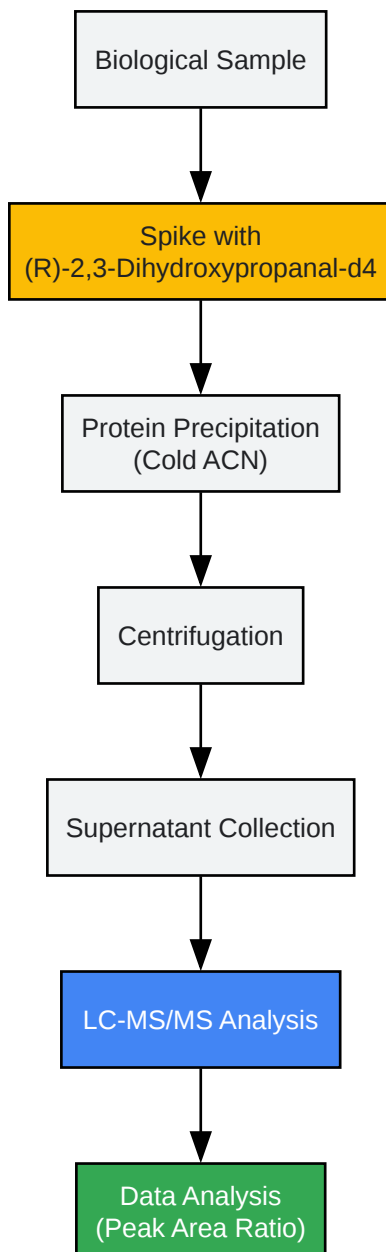 Biological Sample
Spike with
(R)-2,3-Dihydroxypropanal-d4
Protein Precipitation
(Cold ACN)
Centrifugation
Supernatant Collection
LC-MS/MS Analysis
Data Analysis
(Peak Area Ratio)